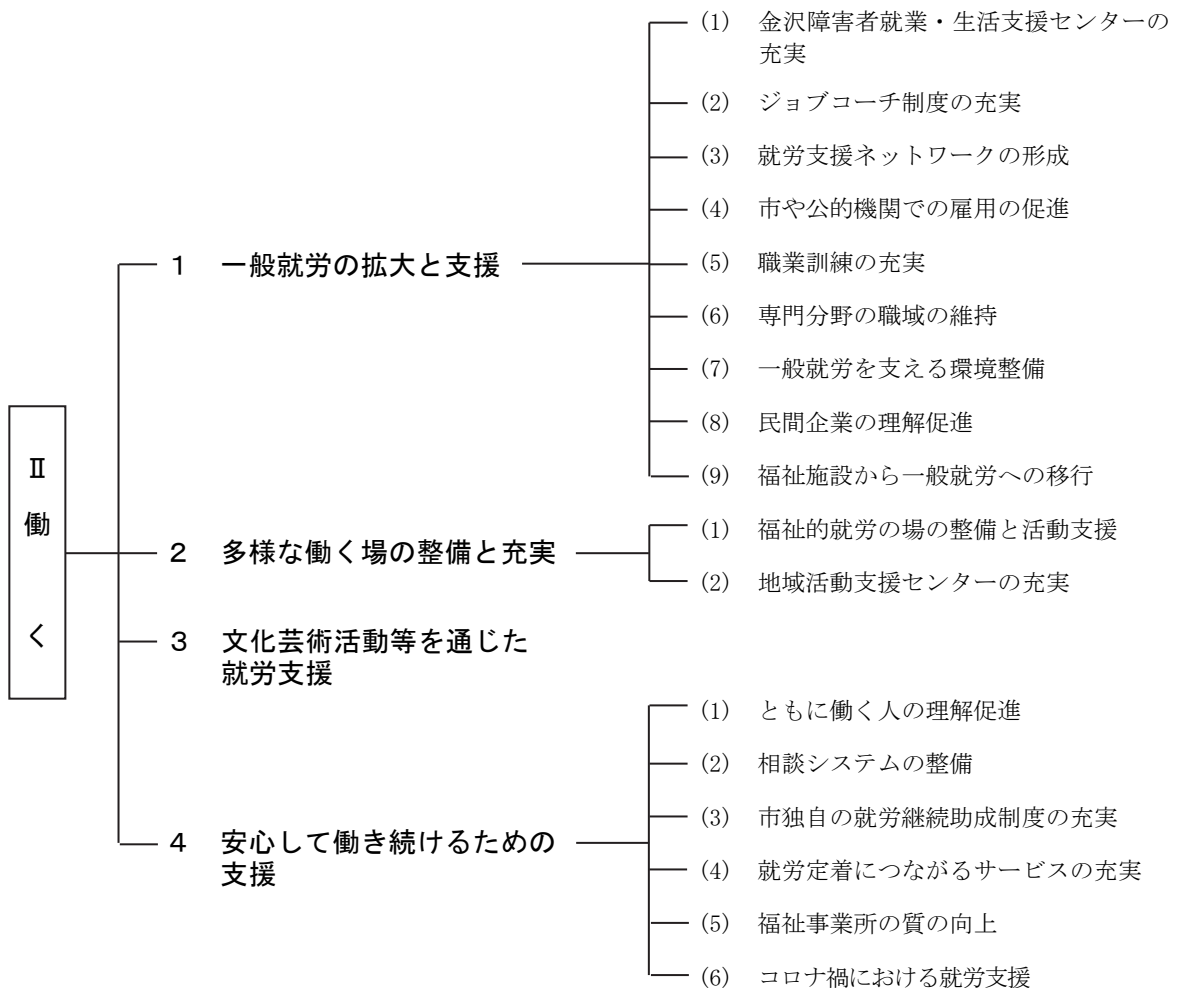 Ⅱ
働
く
１　一般就労の拡大と支援
(1)　金沢障害者就業・生活支援センターの
充実
(2)　ジョブコーチ制度の充実
(3)　就労支援ネットワークの形成
(4)　市や公的機関での雇用の促進
(5)　職業訓練の充実
(6)　専門分野の職域の維持
(7)　一般就労を支える環境整備
(8)　民間企業の理解促進
(9)　福祉施設から一般就労への移行
２　多様な働く場の整備と充実
(1)　福祉的就労の場の整備と活動支援
(2)　地域活動支援センターの充実
３　文化芸術活動等を通じた
就労支援
４　安心して働き続けるための
支援
(1)　ともに働く人の理解促進
(2)　相談システムの整備
(3)　市独自の就労継続助成制度の充実
(4)　就労定着につながるサービスの充実
(5)　福祉事業所の質の向上
(6)　コロナ禍における就労支援